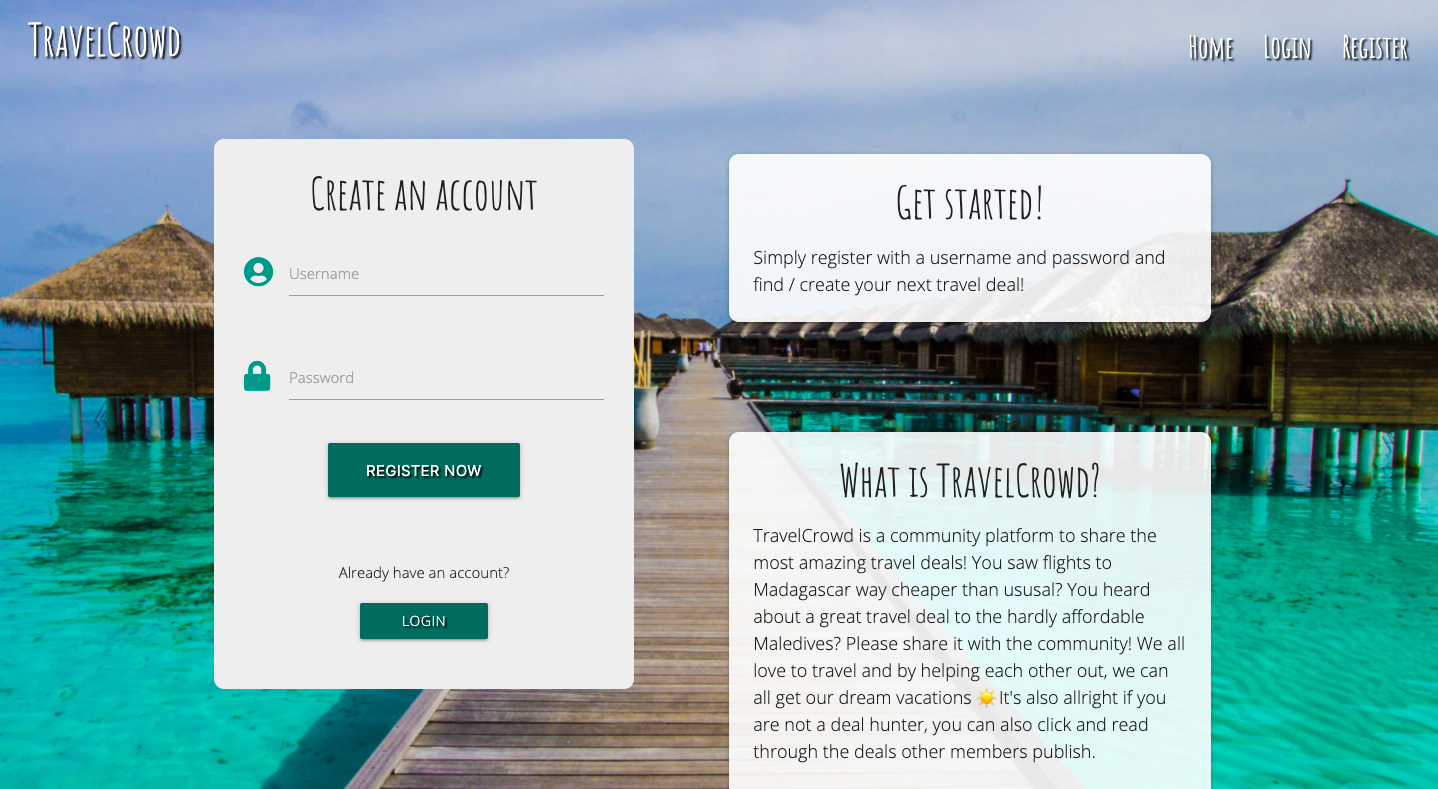 TravelCrowd
Home Login Register
Create an account
Username
Password
REGISTER NOW
Already have an account?
LOGIN
Get started!
Simply register with a username and password and
find / create your next travel deal!
What is TravelCrowd?
TravelCrowd is a community platform to share the
most amazing travel deals! You saw flights to
Madagascar way cheaper than ususal? You heard
about a great travel deal to the hardly affordable
Maledives? Please share it with the community! We all
love to travel and by helping each other out, we can
all get our dream vacations ☀️It's also allright if you
are not a deal hunter, you can also click and read
through the deals other members publish.